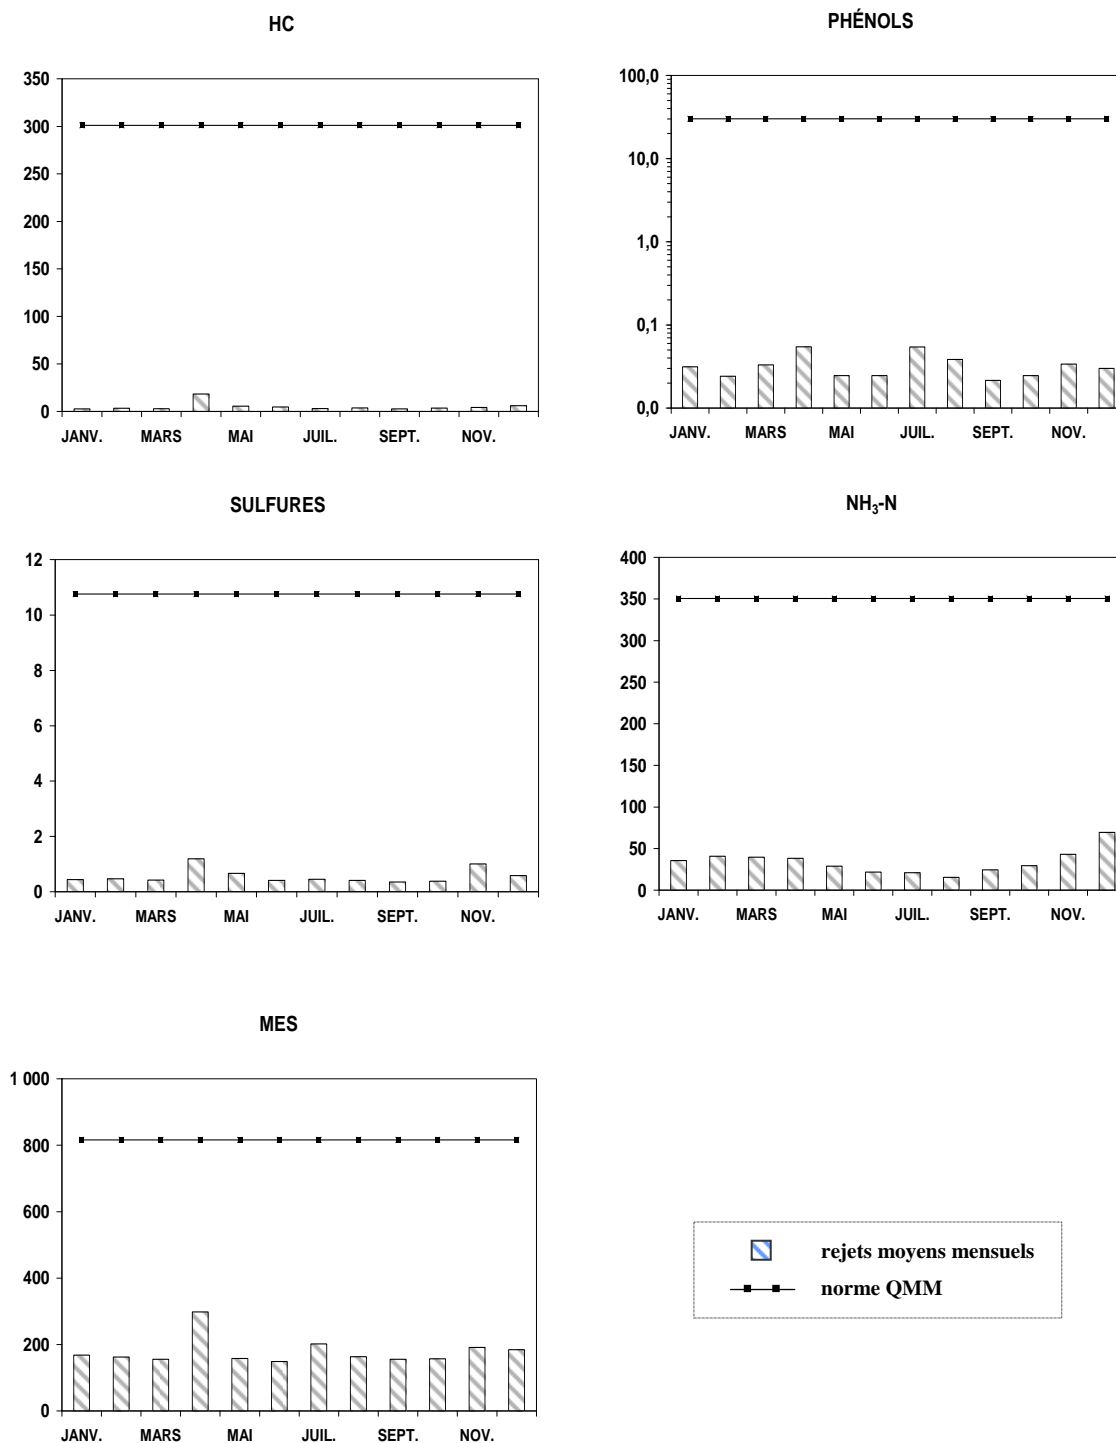 HC
350
300
250
200
150
100
50
0
JANV. MARS MAI JUIL. SEPT. NOV.
PHÉNOLS
100,0
10,0
1,0
0,1
0,0
JANV. MARS MAI JUIL. SEPT. NOV.
SULFURES
12
10
8
6
4
2
0
JANV. MARS MAI JUIL. SEPT. NOV.
NH₃-N
400
350
300
250
200
150
100
50
0
JANV. MARS MAI JUIL. SEPT. NOV.
MES
1 000
800
600
400
200
0
JANV. MARS MAI JUIL. SEPT. NOV.
rejets moyens mensuels
norme QMM